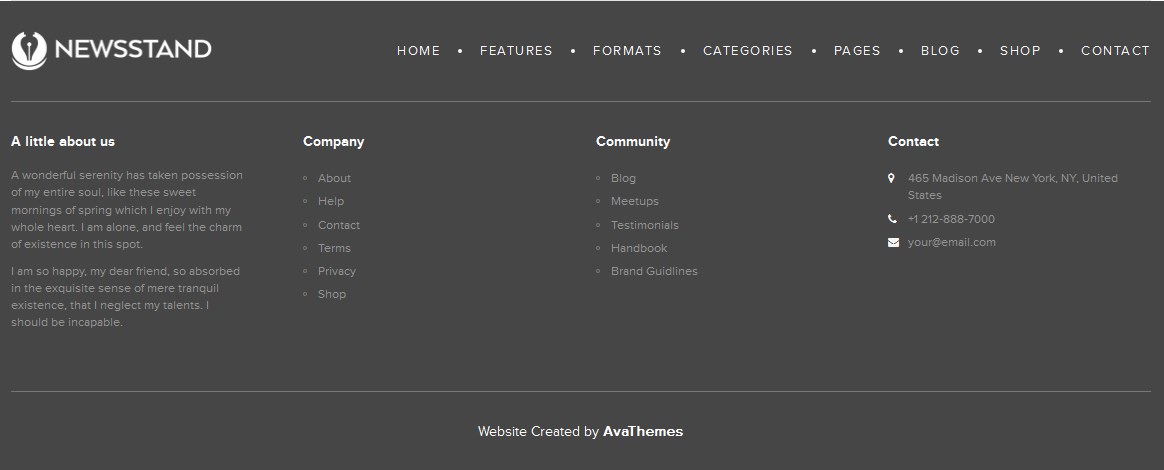 NEWSSTAND
HOME • FEATURES • FORMATS • CATEGORIES • PAGES • BLOG • SHOP • CONTACT
A little about us
A wonderful serenity has taken possession
of my entire soul, like these sweet
mornings of spring which I enjoy with my
whole heart. I am alone, and feel the charm
of existence in this spot.
I am so happy, my dear friend, so absorbed
in the exquisite sense of mere tranquil
existence, that I neglect my talents. I
should be incapable.
Company
About
Help
Contact
Terms
Privacy
Shop
Community
Blog
Meetups
Testimonials
Handbook
Brand Guidlines
Contact
465 Madison Ave New York, NY, United
States
+1 212-888-7000
your@email.com
Website Created by AvaThemes